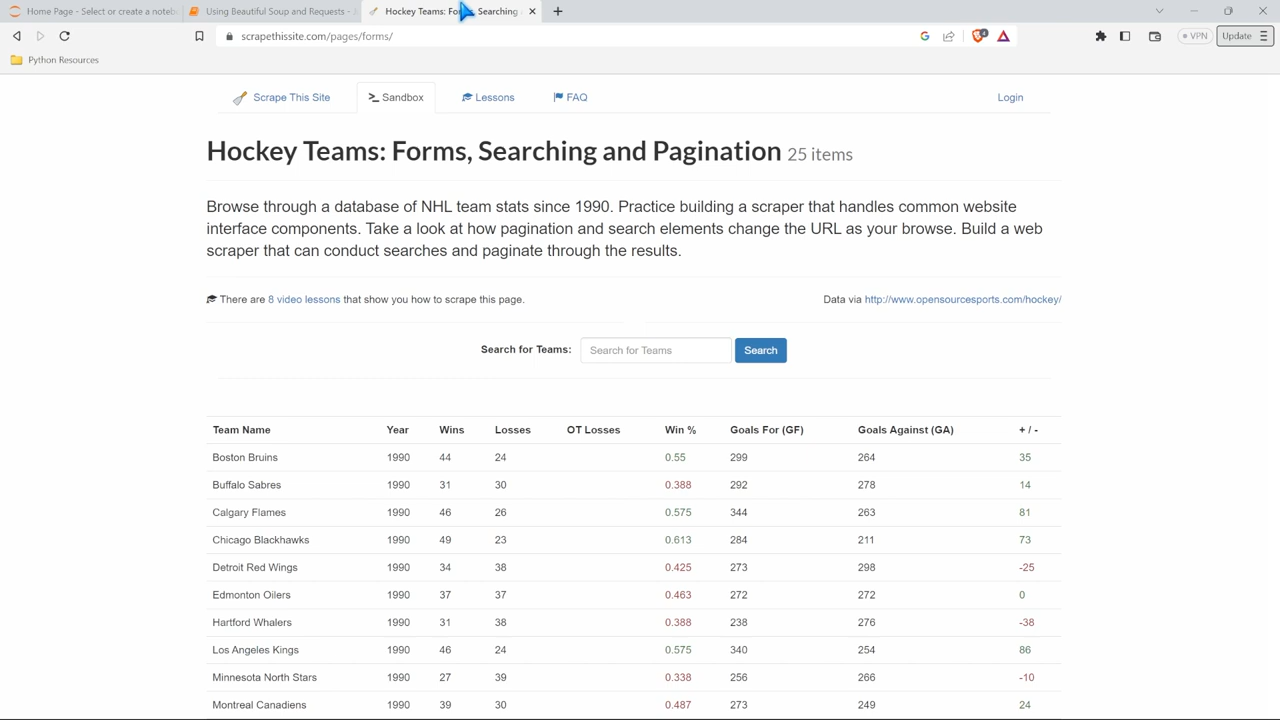 Home Page - Select or create a noteb
Using Beautiful Soup and Requests -
Hockey Teams: Forms, Searching
scrapethissite.com/pages/forms/
VPN
Update
Python Resources
Scrape This Site
Sandbox
Lessons
FAQ
Login
Hockey Teams: Forms, Searching and Pagination 25 items
Browse through a database of NHL team stats since 1990. Practice building a scraper that handles common website
interface components. Take a look at how pagination and search elements change the URL as your browse. Build a web
scraper that can conduct searches and paginate through the results.
There are 8 video lessons that show you how to scrape this page.
Data via http://www.opensourcesports.com/hockey/
Search for Teams: Search for Teams Search
Team Name Year Wins Losses OT Losses Win % Goals For (GF) Goals Against (GA) + / -
Boston Bruins 1990 44 24 0.55 299 264 35
Buffalo Sabres 1990 31 30 0.388 292 278 14
Calgary Flames 1990 46 26 0.575 344 263 81
Chicago Blackhawks 1990 49 23 0.613 284 211 73
Detroit Red Wings 1990 34 38 0.425 273 298 -25
Edmonton Oilers 1990 37 37 0.463 272 272 0
Hartford Whalers 1990 31 38 0.388 238 276 -38
Los Angeles Kings 1990 46 24 0.575 340 254 86
Minnesota North Stars 1990 27 39 0.338 256 266 -10
Montreal Canadiens 1990 39 30 0.487 273 249 24